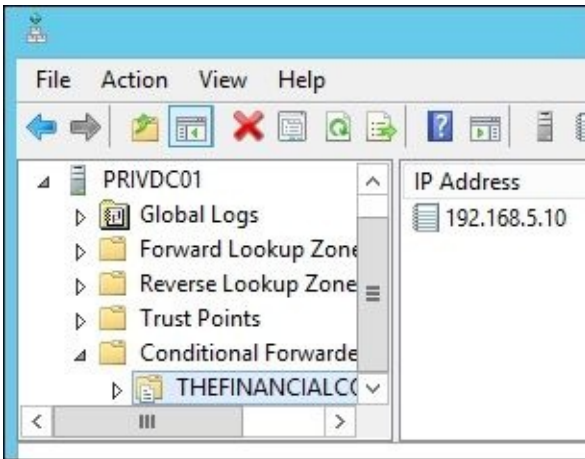 File Action View Help
PRIVDC01
Global Logs
Forward Lookup Zone
Reverse Lookup Zone
Trust Points
Conditional Forwarde
THEFINANCIALC
IP Address
192.168.5.10